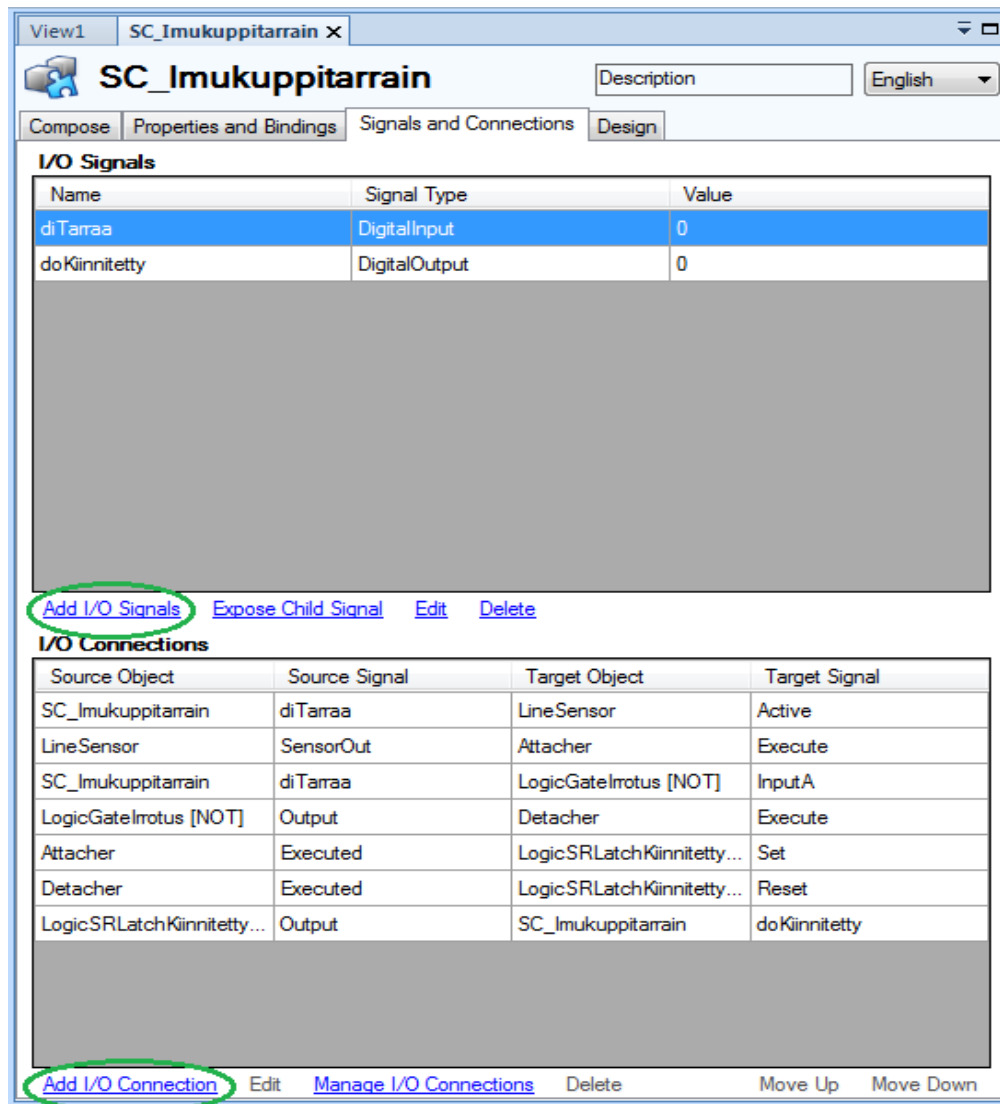 View1 SC_Imukuppitarrain
SC_Imukuppitarrain Description English
Compose Properties and Bindings Signals and Connections Design
I/O Signals
Name Signal Type Value
diTarraa DigitalInput 0
doKiinnitetty DigitalOutput 0
Add I/O Signals Expose Child Signal Edit Delete
I/O Connections
Source Object Source Signal Target Object Target Signal
SC_Imukuppitarrain diTarraa LineSensor Active
LineSensor SensorOut Attacher Execute
SC_Imukuppitarrain diTarraa LogicGateIrrotus [NOT] InputA
LogicGateIrrotus [NOT] Output Detacher Execute
Attacher Executed LogicSRLatchKiinnitetty... Set
Detacher Executed LogicSRLatchKiinnitetty... Reset
LogicSRLatchKiinnitetty... Output SC_Imukuppitarrain doKiinnitetty
Add I/O Connection Edit Manage I/O Connections Delete Move Up Move Down